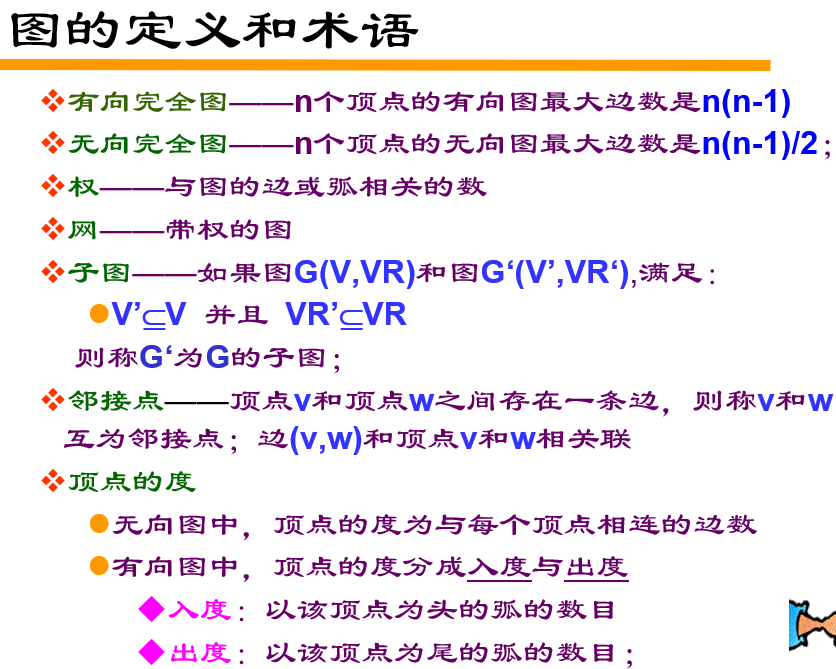 图的定义和术语
有向完全图——n个顶点的有向图最大边数是n(n-1)
无向完全图——n个顶点的无向图最大边数是n(n-1)/2；
权——与图的边或弧相关的数
网——带权的图
子图——如果图G(V,VR)和图G‘(V’,VR‘),满足：
V’⊆V 并且 VR’⊆VR
则称G‘为G的子图；
邻接点——顶点v和顶点w之间存在一条边，则称v和w
互为邻接点；边(v,w)和顶点v和w相关联
顶点的度
无向图中，顶点的度为与每个顶点相连的边数
有向图中，顶点的度分成入度与出度
入度：以该顶点为头的弧的数目
出度：以该顶点为尾的弧的数目；